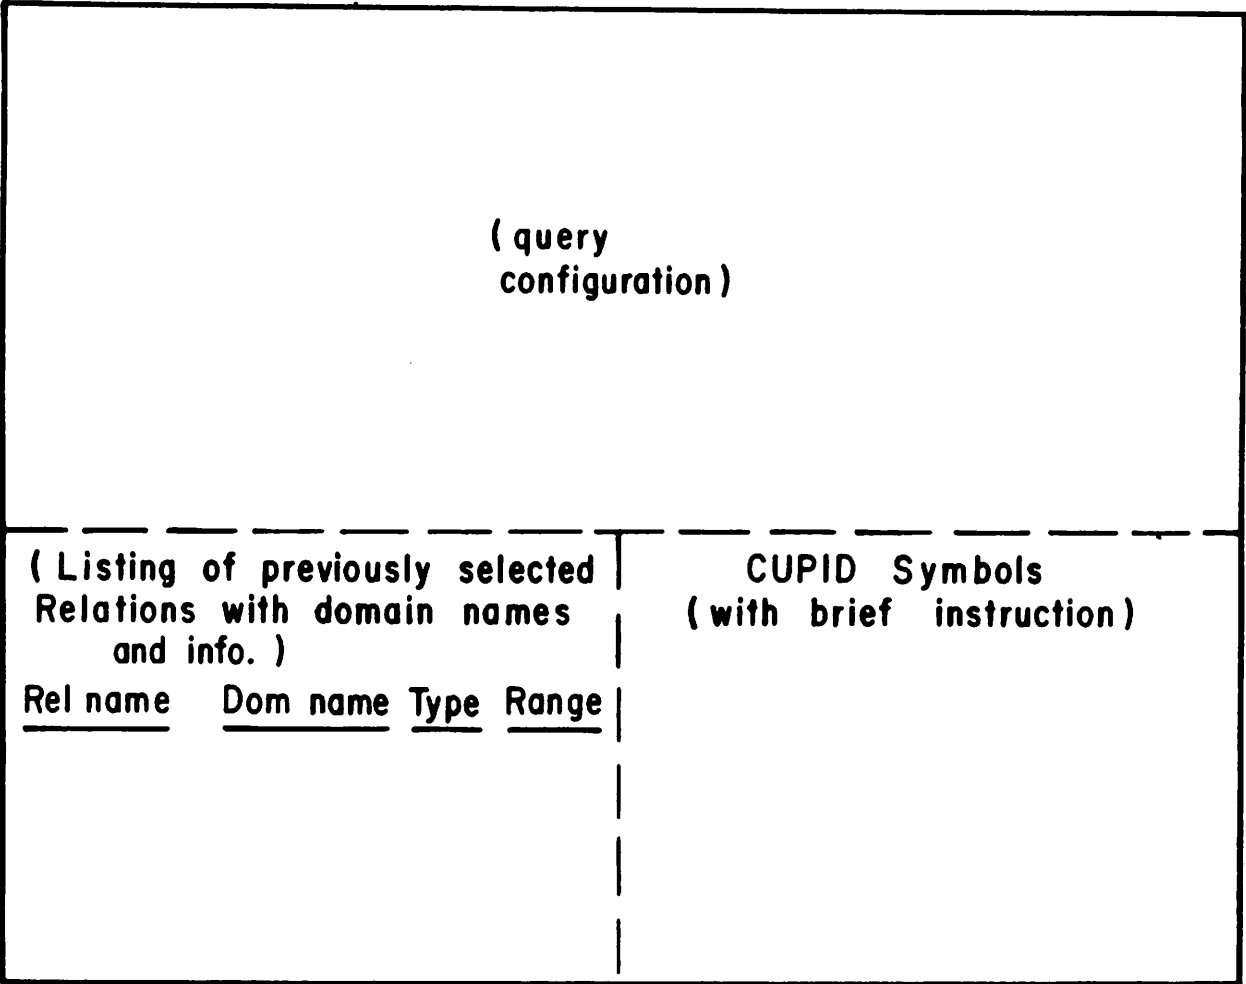 ( query
configuration )
( Listing of previously selected
Relations with domain names
and info. )
Rel name Dom name Type Range
CUPID Symbols
( with brief instruction )